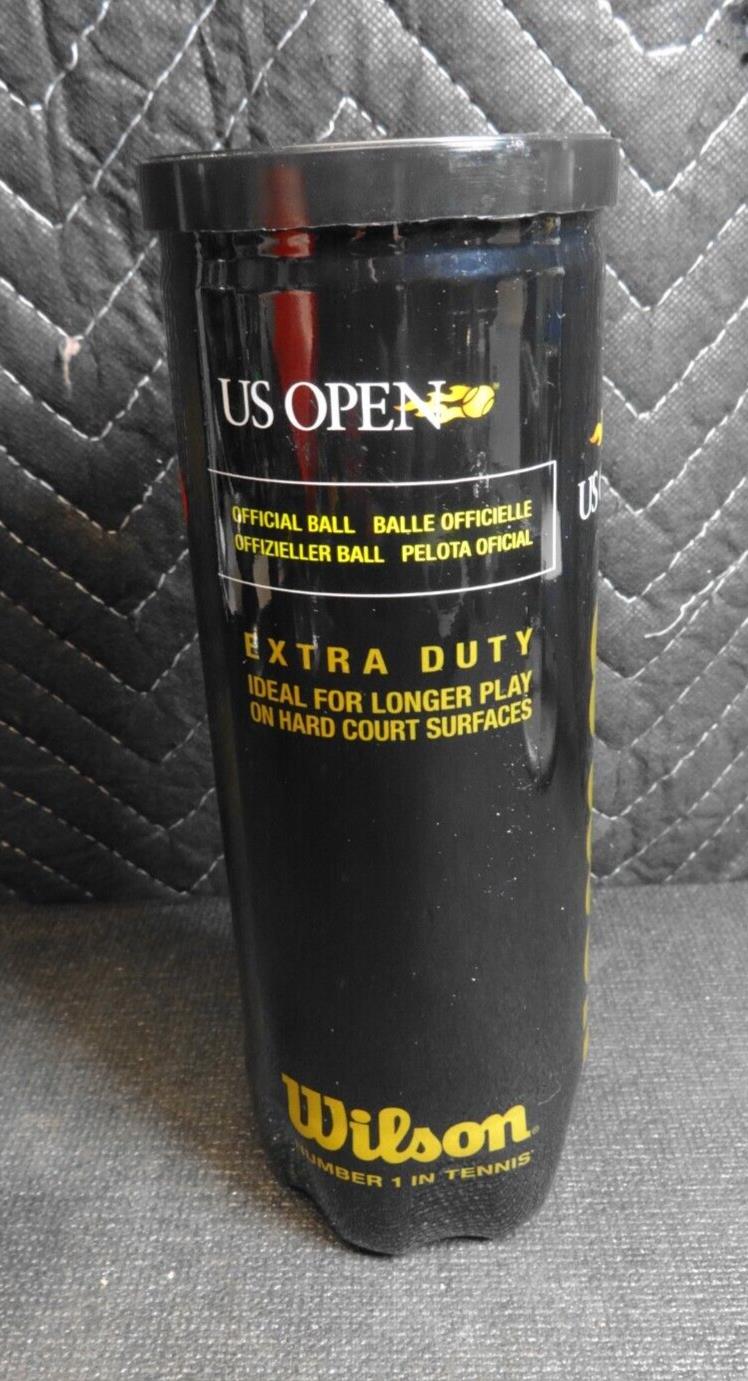 US OPEN
OFFICIAL BALL BALLE OFFICIELLE
OFFIZIELLER BALL PELOTA OFICIAL
EXTRA DUTY
IDEAL FOR LONGER PLAY
ON HARD COURT SURFACES
Wilson
NUMBER 1 IN TENNIS
US